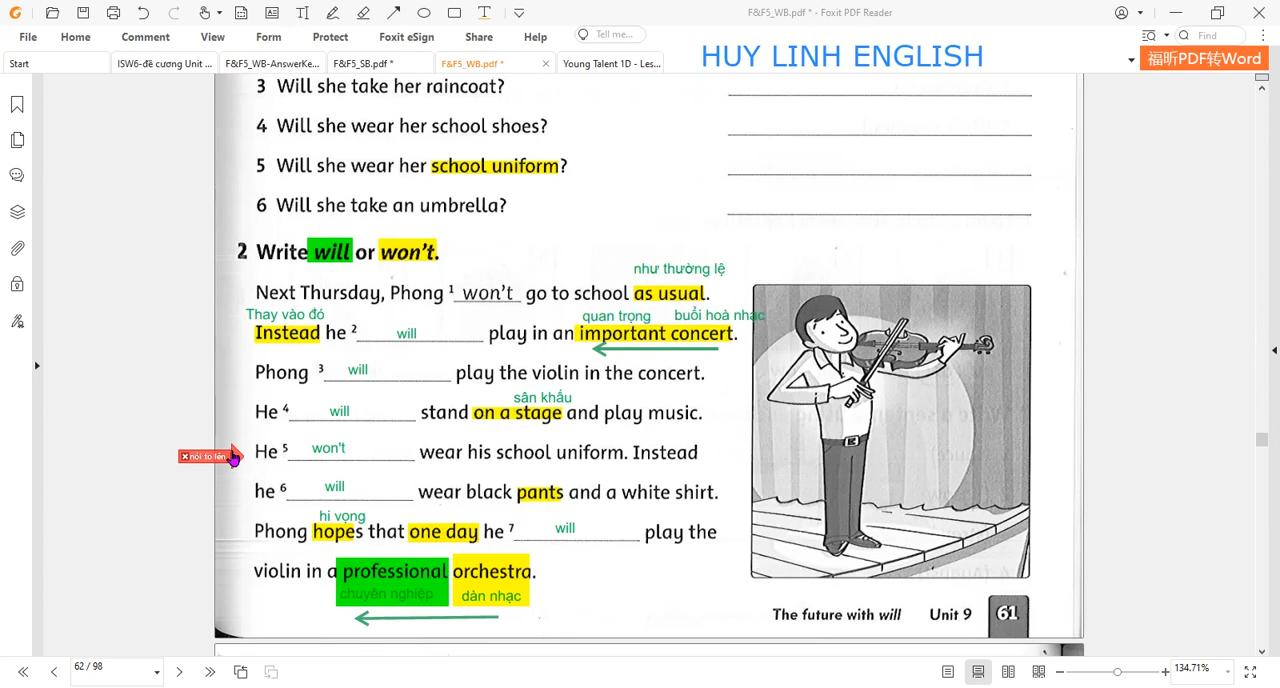 F&F5_WB.pdf * - Foxit PDF Reader
File Home Comment View Form Protect Foxit eSign Share Help Tell me... Find
HUY LINH ENGLISH
福昕PDF转Word
Start ISW6-đề cương Unit ... F&F5_WB-AnswerKe... F&F5_SB.pdf * F&F5_WB.pdf * Young Talent 1D - Les...
3 Will she take her raincoat?
4 Will she wear her school shoes?
5 Will she wear her school uniform?
6 Will she take an umbrella?
2 Write will or won't.
như thường lệ
Next Thursday, Phong 1 won't go to school as usual.
Thay vào đó quan trọng buổi hoà nhạc
Instead he 2 will play in an important concert.
Phong 3 will play the violin in the concert.
sân khấu
He 4 will stand on a stage and play music.
nói to lên
He 5 won't wear his school uniform. Instead
he 6 will wear black pants and a white shirt.
hi vọng
Phong hopes that one day he 7 will play the
violin in a professional orchestra.
chuyên nghiệp dàn nhạc
The future with will Unit 9 61
62 / 98 134.71%